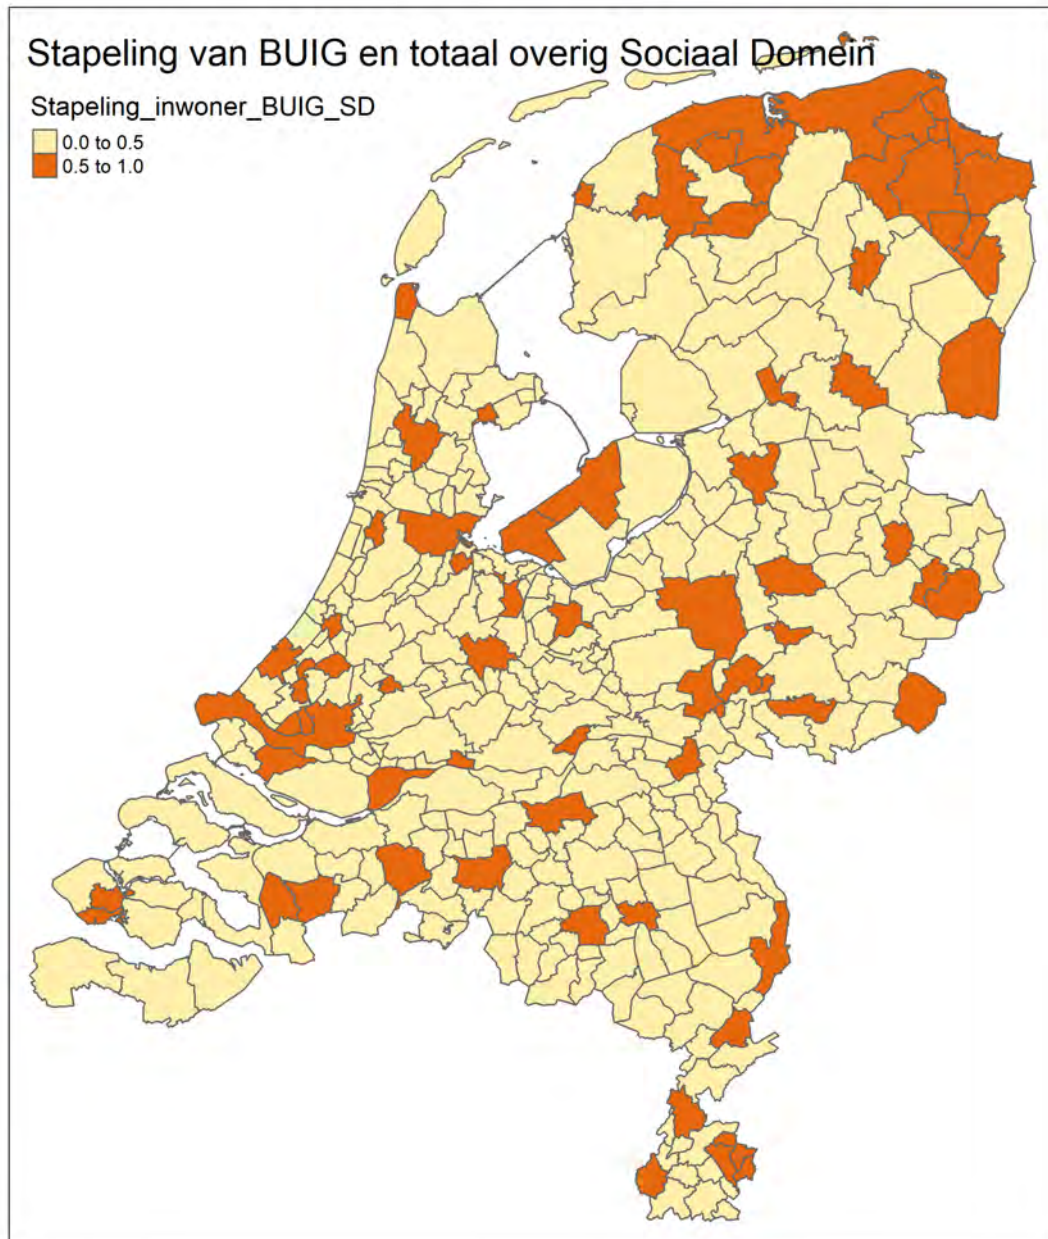 Stapeling van BUIG en totaal overig Sociaal Domein
Stapeling_inwoner_BUIG_SD
0.0 to 0.5
0.5 to 1.0